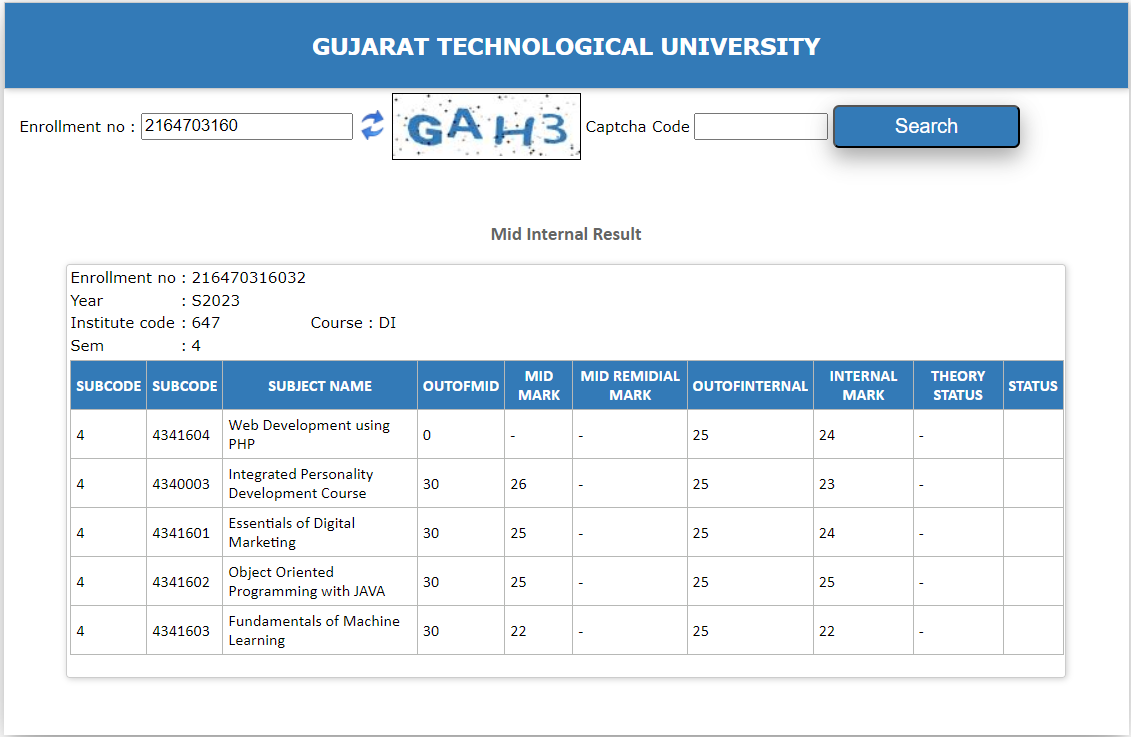 GUJARAT TECHNOLOGICAL UNIVERSITY
Enrollment no : 2164703160 GAH3 Captcha Code Search
Mid Internal Result
Enrollment no : 216470316032
Year : S2023
Institute code : 647 Course : DI
Sem : 4
SUBCODE SUBCODE SUBJECT NAME OUTOFMID MID MARK MID REMIDIAL MARK OUTOFINTERNAL INTERNAL MARK THEORY STATUS STATUS
4 4341604 Web Development using PHP 0 - - 25 24 -
4 4340003 Integrated Personality Development Course 30 26 - 25 23 -
4 4341601 Essentials of Digital Marketing 30 25 - 25 24 -
4 4341602 Object Oriented Programming with JAVA 30 25 - 25 25 -
4 4341603 Fundamentals of Machine Learning 30 22 - 25 22 -